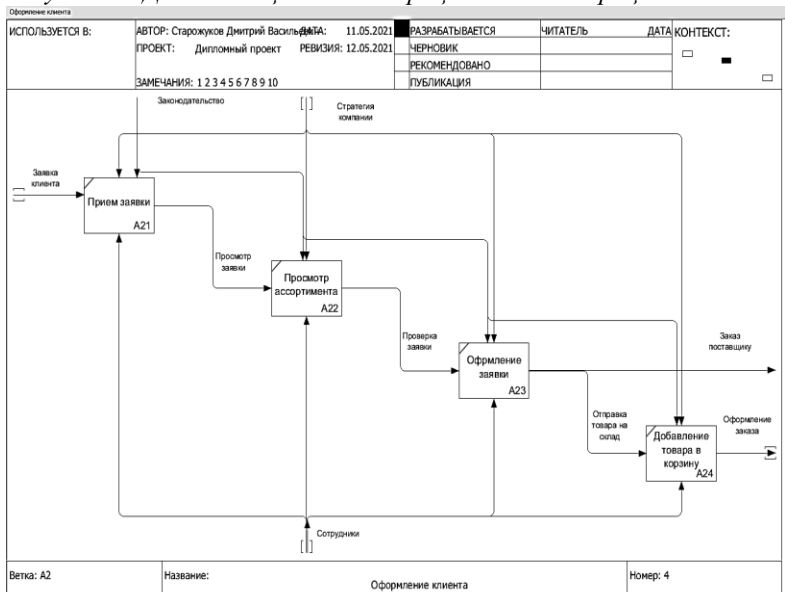 Оформление клиента
ИСПОЛЬЗУЕТСЯ В:
АВТОР: Старожуков Дмитрий Васильевич
ДАТА: 11.05.2021
РАЗРАБАТЫВАЕТСЯ
ЧИТАТЕЛЬ
ДАТА
КОНТЕКСТ:
ПРОЕКТ: Дипломный проект
РЕВИЗИЯ: 12.05.2021
ЧЕРНОВИК
РЕКОМЕНДОВАНО
ЗАМЕЧАНИЯ: 1 2 3 4 5 6 7 8 9 10
ПУБЛИКАЦИЯ
Законодательство
Стратегия
компании
Заявка
клиента
Прием заявки
A21
Просмотр
заявки
Просмотр
ассортимента
A22
Проверка
заявки
Офрмление
заявки
A23
Заказ
поставщику
Отправка
товара на
склад
Добавление
товара в
корзину
A24
Оформление
заказа
Сотрудники
Ветка: A2
Название:
Оформление клиента
Номер: 4